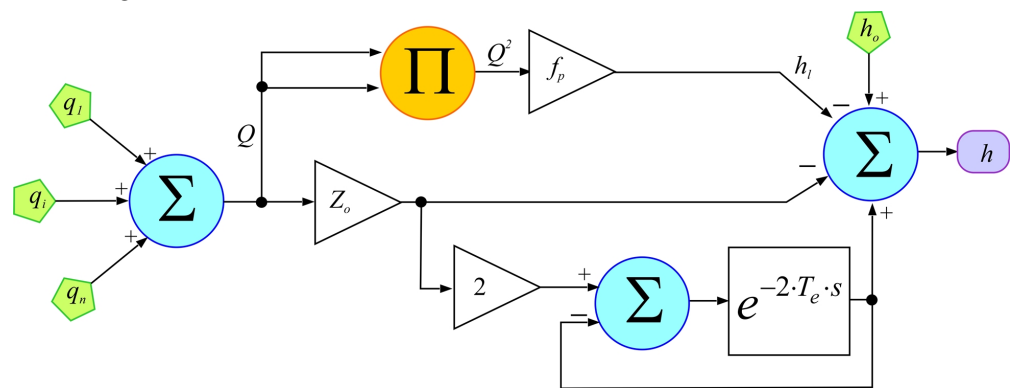 h_o
Π
Q^2
f_p
h_l
−
+
q_1
+
Q
Σ
h
−
q_i
+
Σ
Z_o
+
+
q_n
2
+
Σ
−
e^{−2·T_e·s}